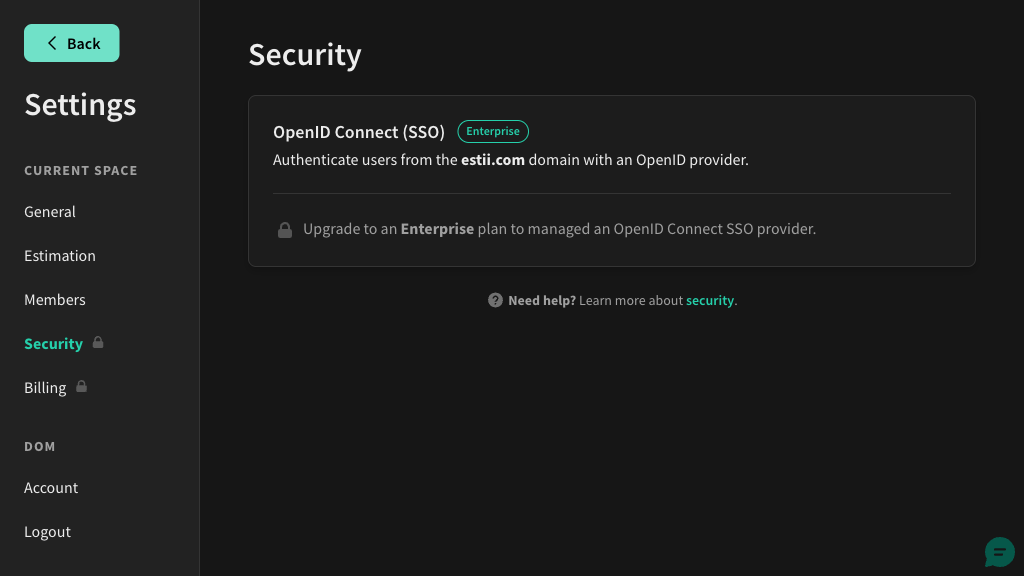 Back
Settings
CURRENT SPACE
General
Estimation
Members
Security
Billing
DOM
Account
Logout
Security
OpenID Connect (SSO) Enterprise
Authenticate users from the estii.com domain with an OpenID provider.
Upgrade to an Enterprise plan to managed an OpenID Connect SSO provider.
Need help? Learn more about security.